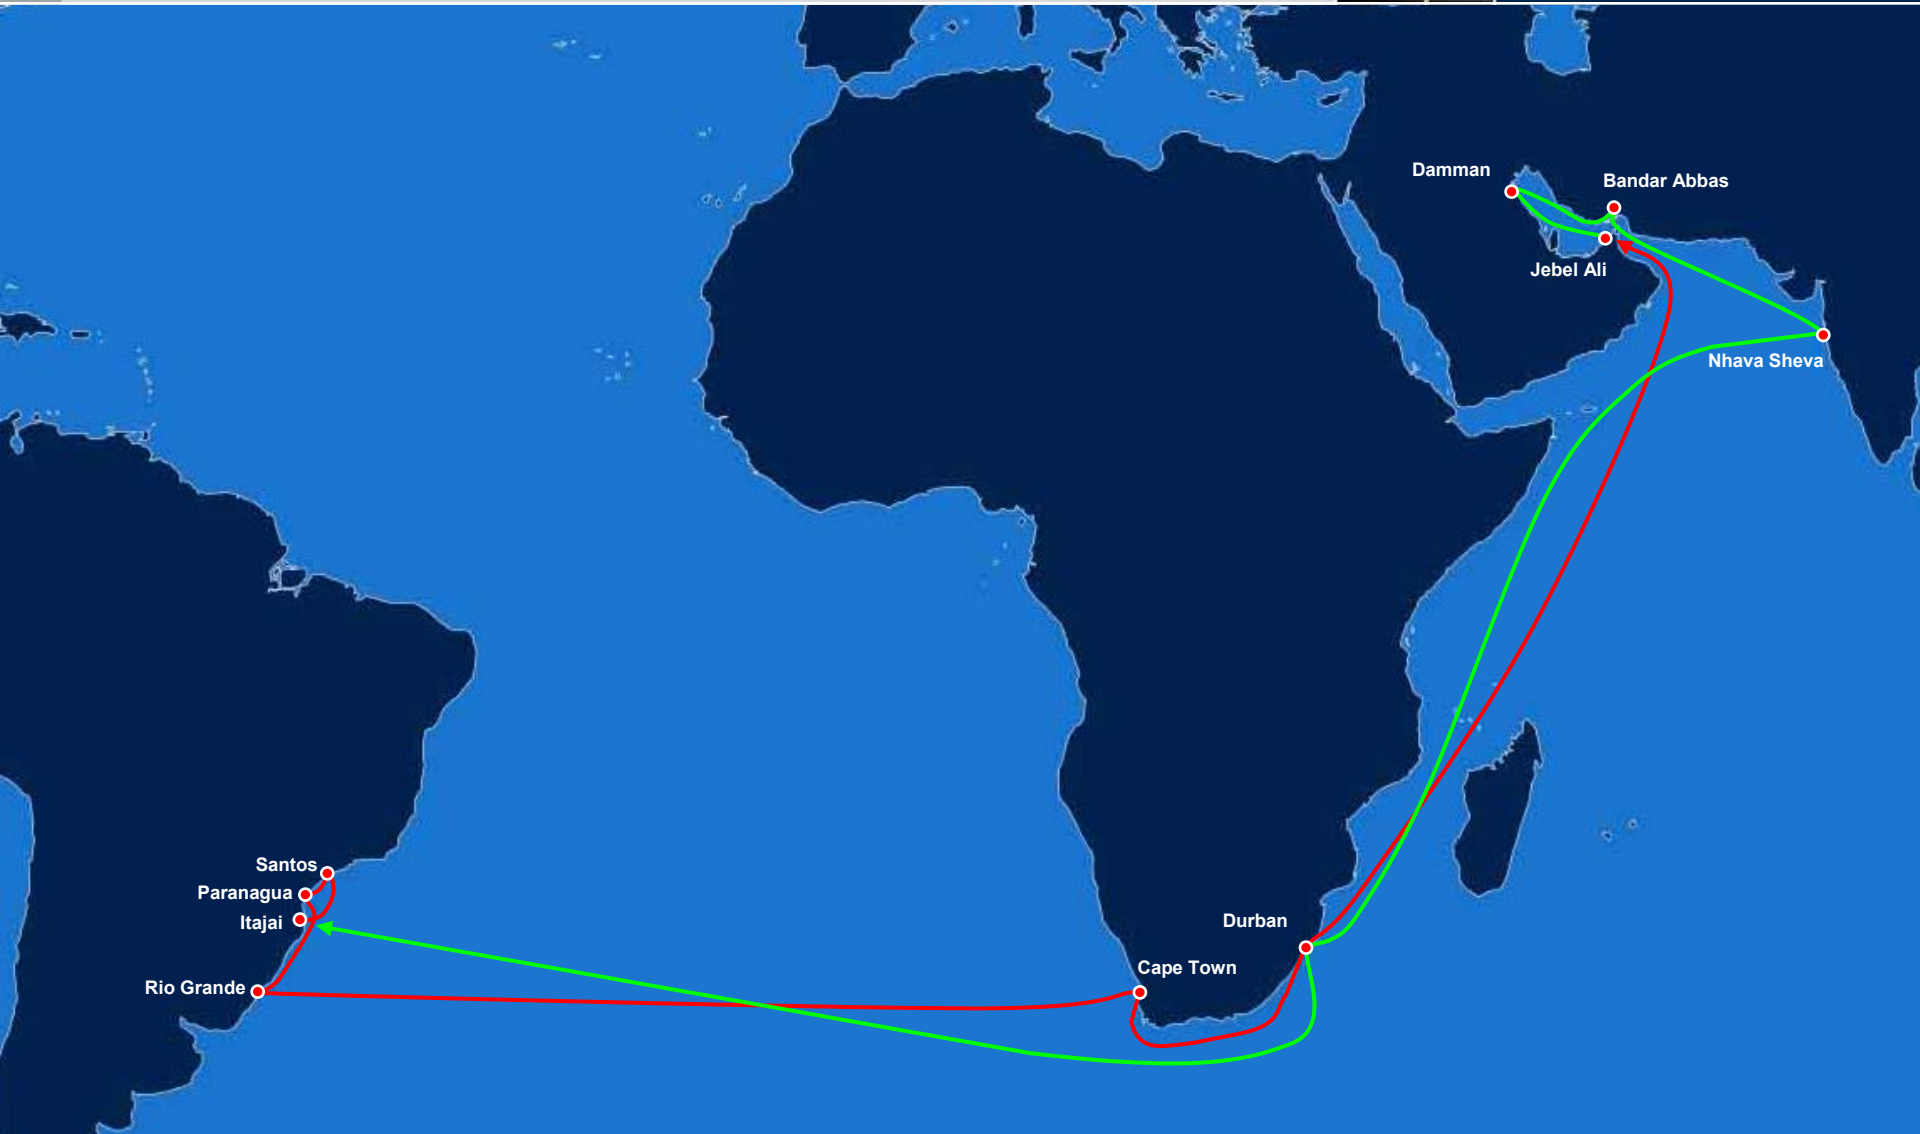 Damman
Bandar Abbas
Jebel Ali
Nhava Sheva
Santos
Paranagua
Itajai
Durban
Cape Town
Rio Grande